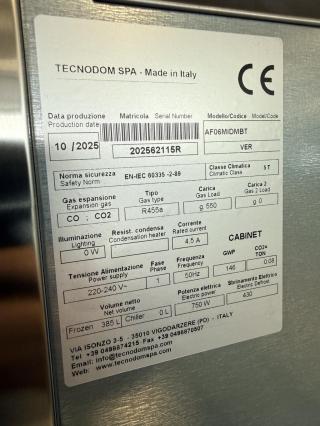 TECNODOM SPA - Made in Italy
CE
Data produzione Matricola Serial Number Modello/Codice Model/Code
Production date
10 / 2025 202562115R AF06MIDMBT
VER
Norma sicurezza EN-IEC 60335 -2-89 Classe Climatica 5 T
Safety Norm Climatic Class
Gas espansione Tipo Carica Carica 2
Expansion gas Gas type Gas Load Gas 2 Load
CO ; CO2 R455a g 550 g 0
Illuminazione Resist. condensa Corrente
Lighting Condensation heater Rated current CABINET
0 W 4,5 A
Tensione Alimentazione Fase Frequenza GWP CO2+ TON
Power supply Phase Frequency
220-240 V~ 1 50Hz 146 0.08
Volume netto Potenza elettrica Sbrinamento Elettrico
Net volume Electric power Electric Defrost
Frozen 385 L Chiller 0 L 750 W 430
VIA ISONZO 3-5 - 35010 VIGODARZERE (PO) - ITALY
Tel +39 0498874215 Fax +39 0498870507
Email: info@tecnodomspa.com
Web: www.tecnodomspa.com